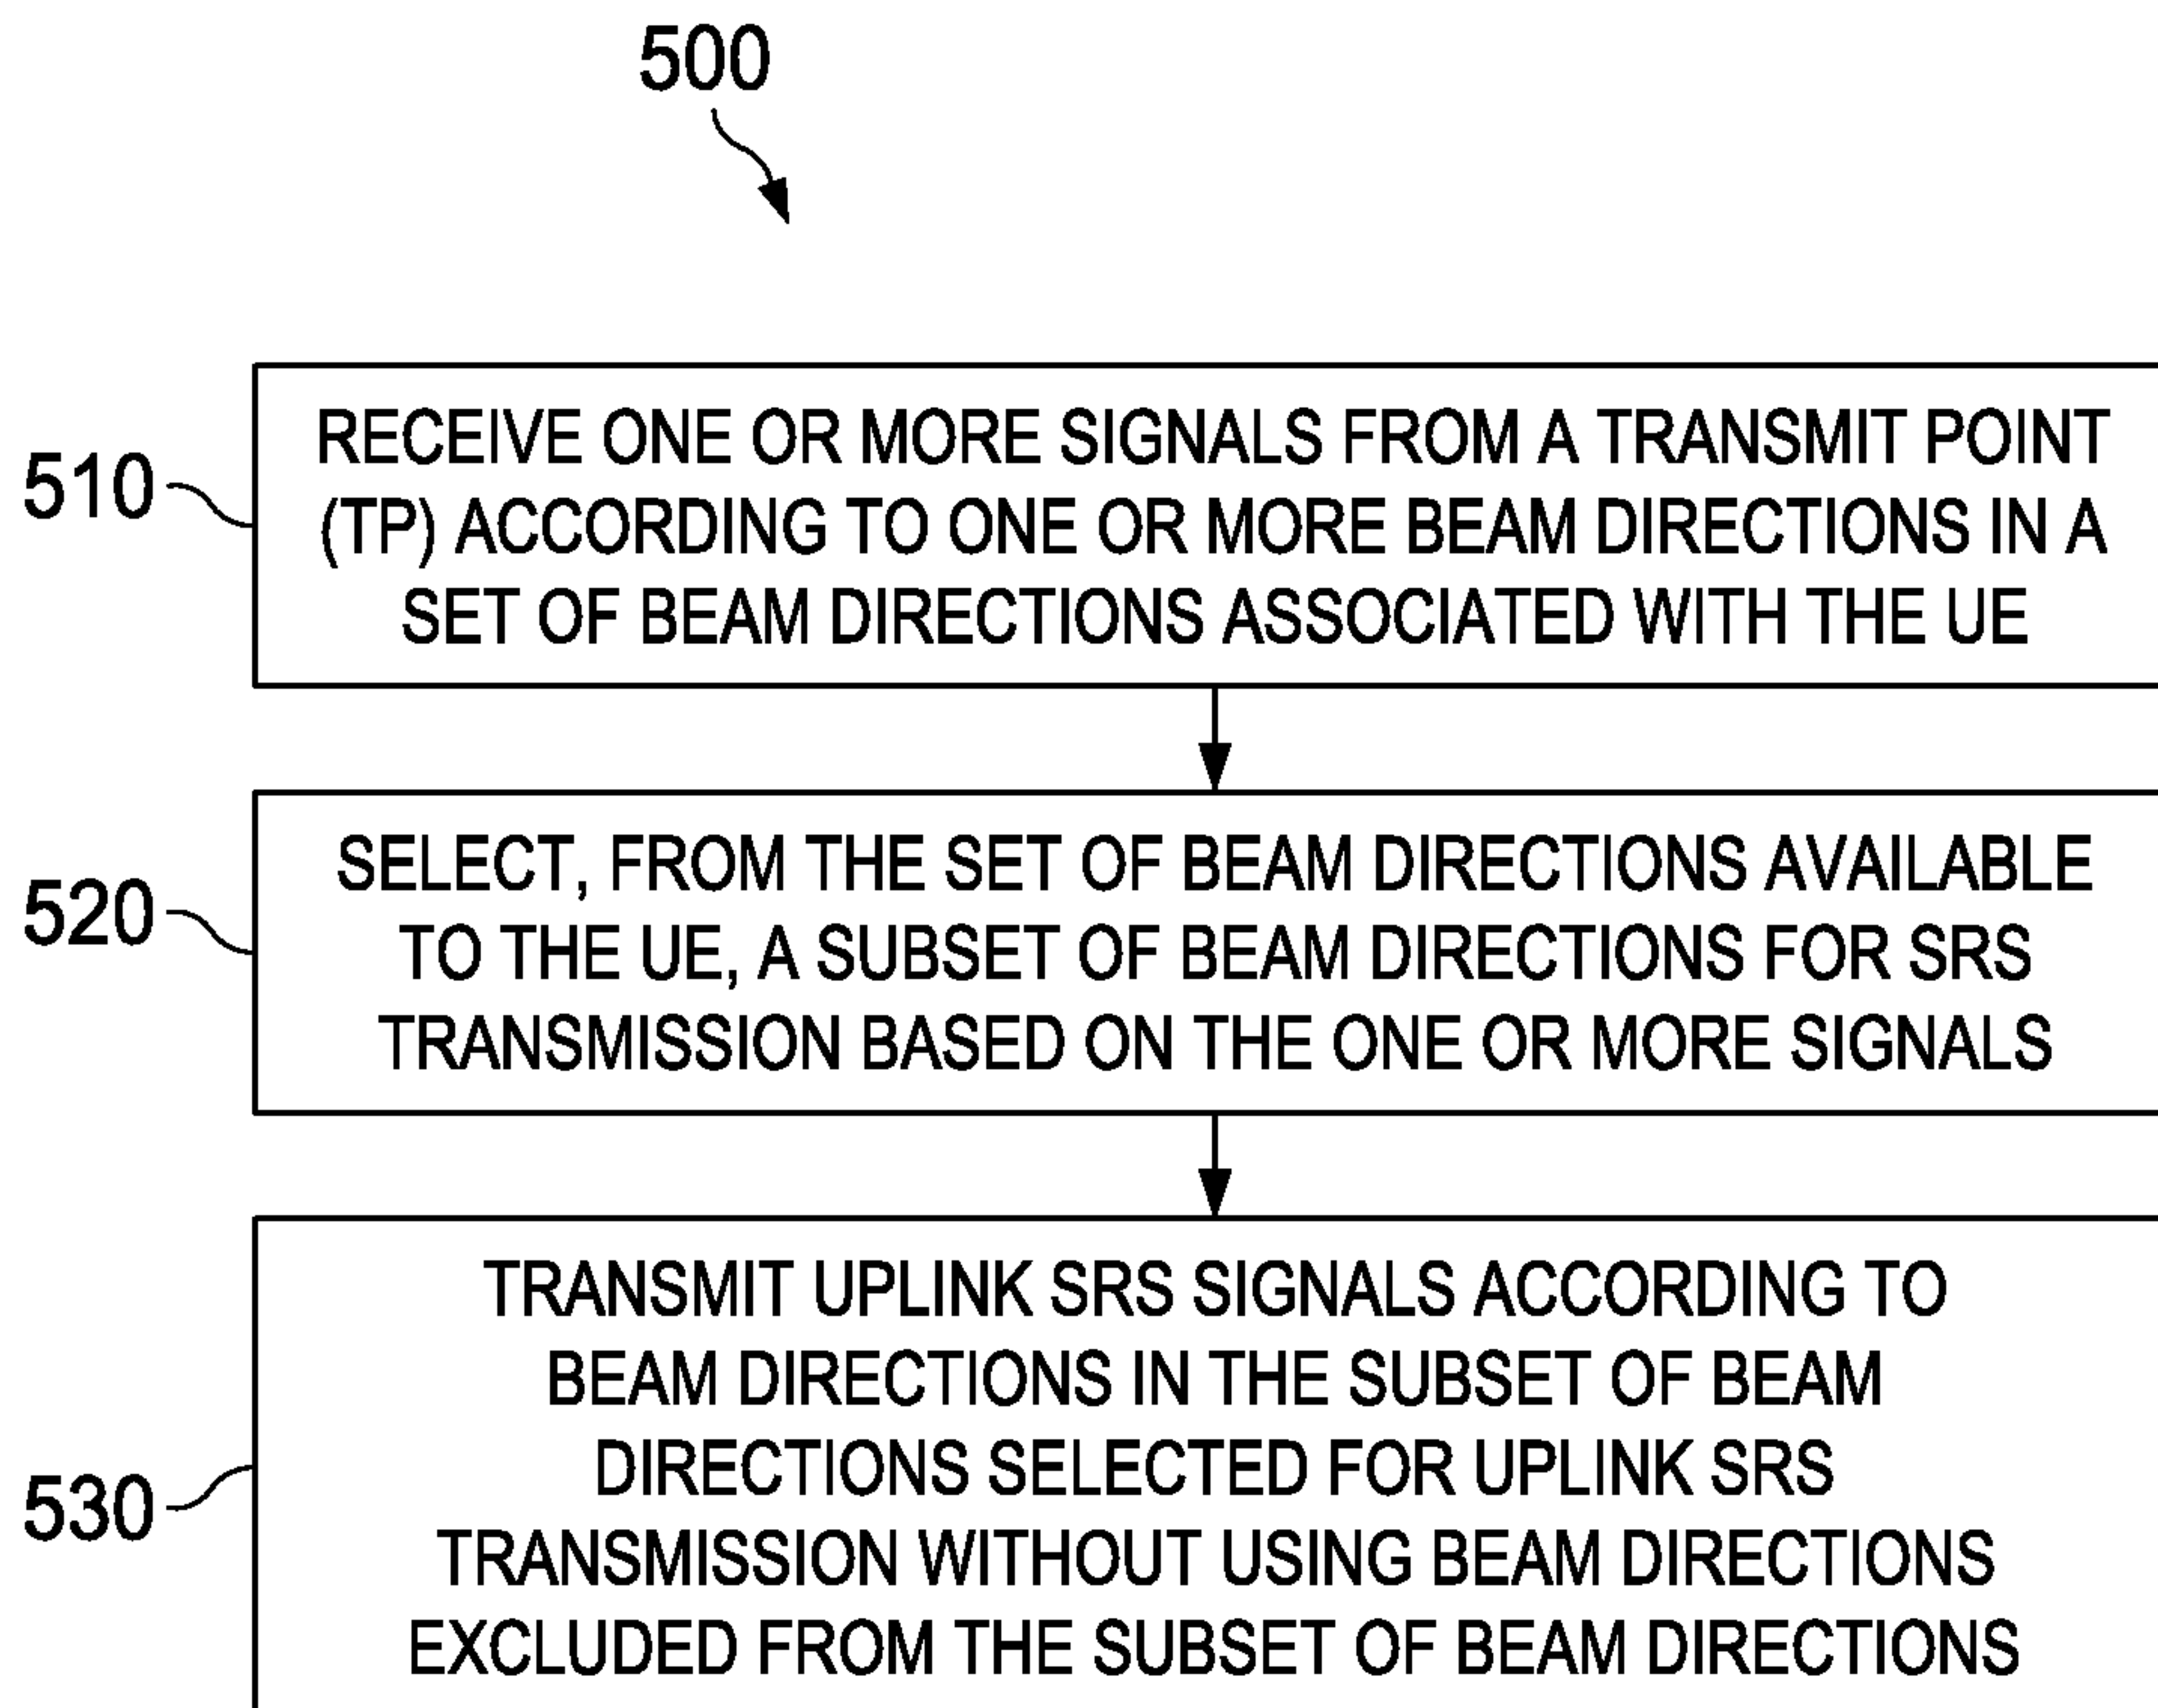 500
510
RECEIVE ONE OR MORE SIGNALS FROM A TRANSMIT POINT
(TP) ACCORDING TO ONE OR MORE BEAM DIRECTIONS IN A
SET OF BEAM DIRECTIONS ASSOCIATED WITH THE UE
520
SELECT, FROM THE SET OF BEAM DIRECTIONS AVAILABLE
TO THE UE, A SUBSET OF BEAM DIRECTIONS FOR SRS
TRANSMISSION BASED ON THE ONE OR MORE SIGNALS
530
TRANSMIT UPLINK SRS SIGNALS ACCORDING TO
BEAM DIRECTIONS IN THE SUBSET OF BEAM
DIRECTIONS SELECTED FOR UPLINK SRS
TRANSMISSION WITHOUT USING BEAM DIRECTIONS
EXCLUDED FROM THE SUBSET OF BEAM DIRECTIONS